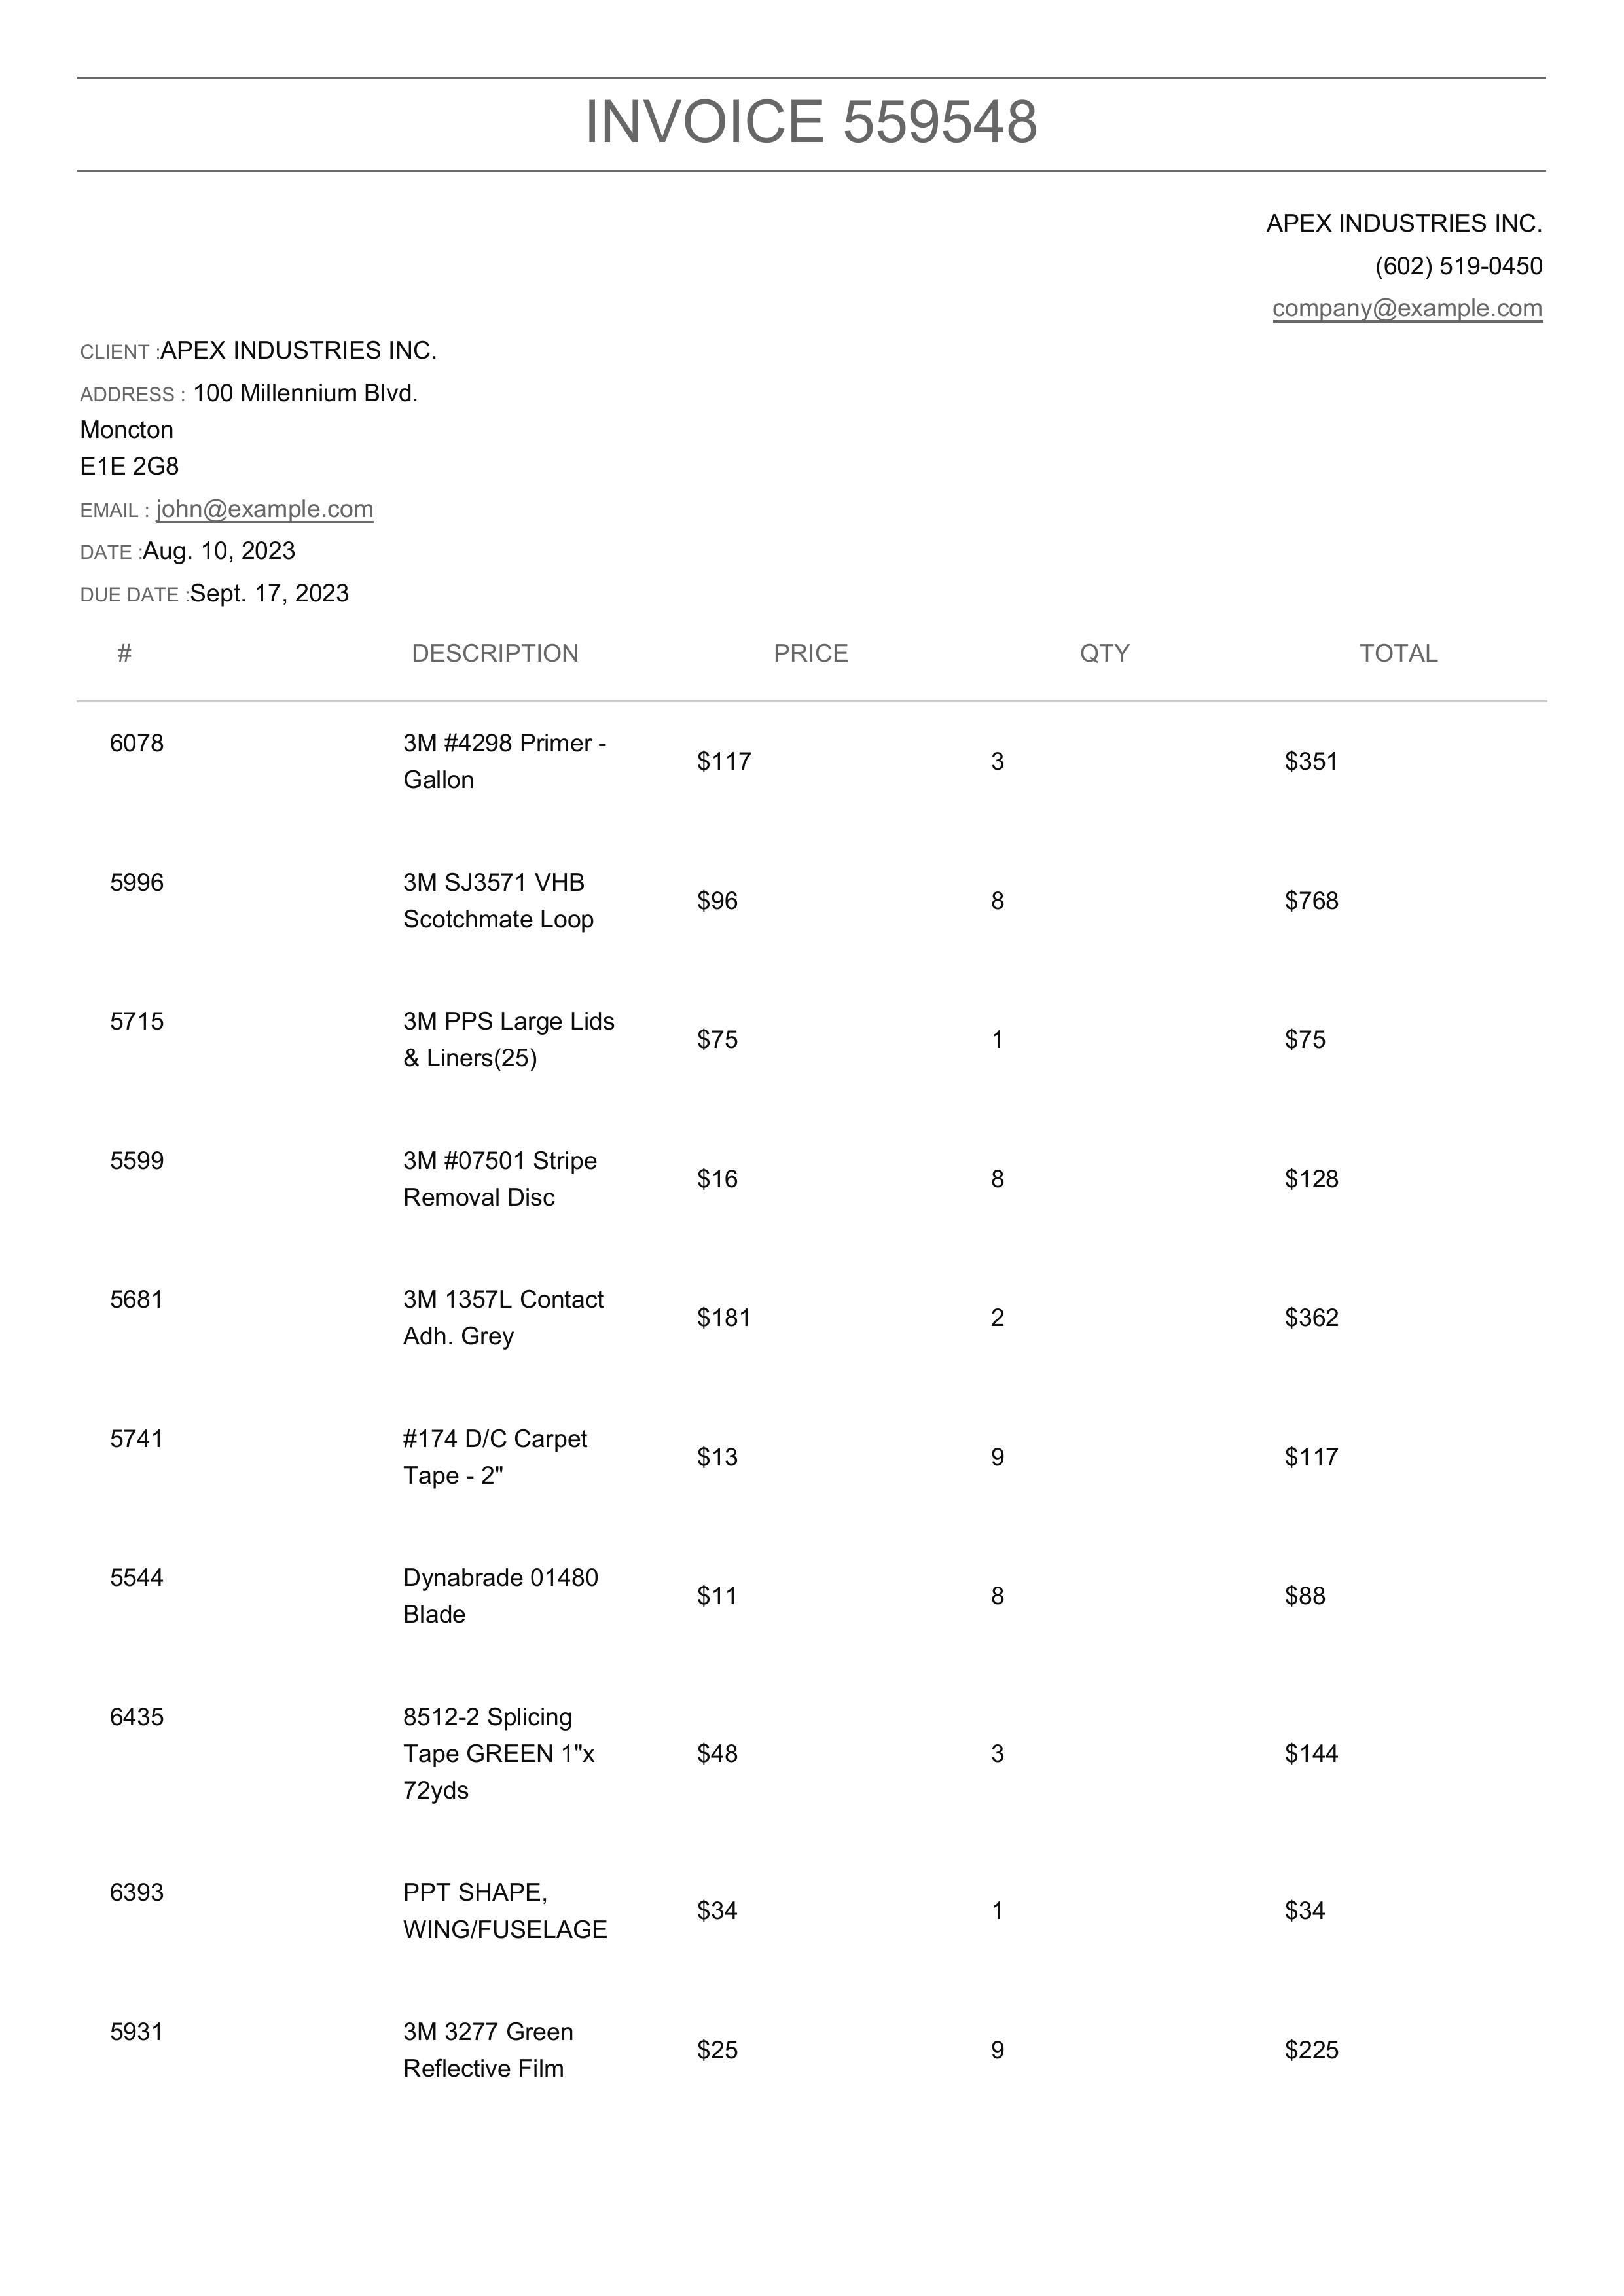 INVOICE 559548
APEX INDUSTRIES INC.
(602) 519-0450
company@example.com
CLIENT :APEX INDUSTRIES INC.
ADDRESS : 100 Millennium Blvd.
Moncton
E1E 2G8
EMAIL : john@example.com
DATE :Aug. 10, 2023
DUE DATE :Sept. 17, 2023
# DESCRIPTION PRICE QTY TOTAL
6078 3M #4298 Primer -
Gallon $117 3 $351
5996 3M SJ3571 VHB
Scotchmate Loop $96 8 $768
5715 3M PPS Large Lids
& Liners(25) $75 1 $75
5599 3M #07501 Stripe
Removal Disc $16 8 $128
5681 3M 1357L Contact
Adh. Grey $181 2 $362
5741 #174 D/C Carpet
Tape - 2" $13 9 $117
5544 Dynabrade 01480
Blade $11 8 $88
6435 8512-2 Splicing
Tape GREEN 1"x $48 3 $144
72yds
6393 PPT SHAPE,
WING/FUSELAGE $34 1 $34
5931 3M 3277 Green
Reflective Film $25 9 $225